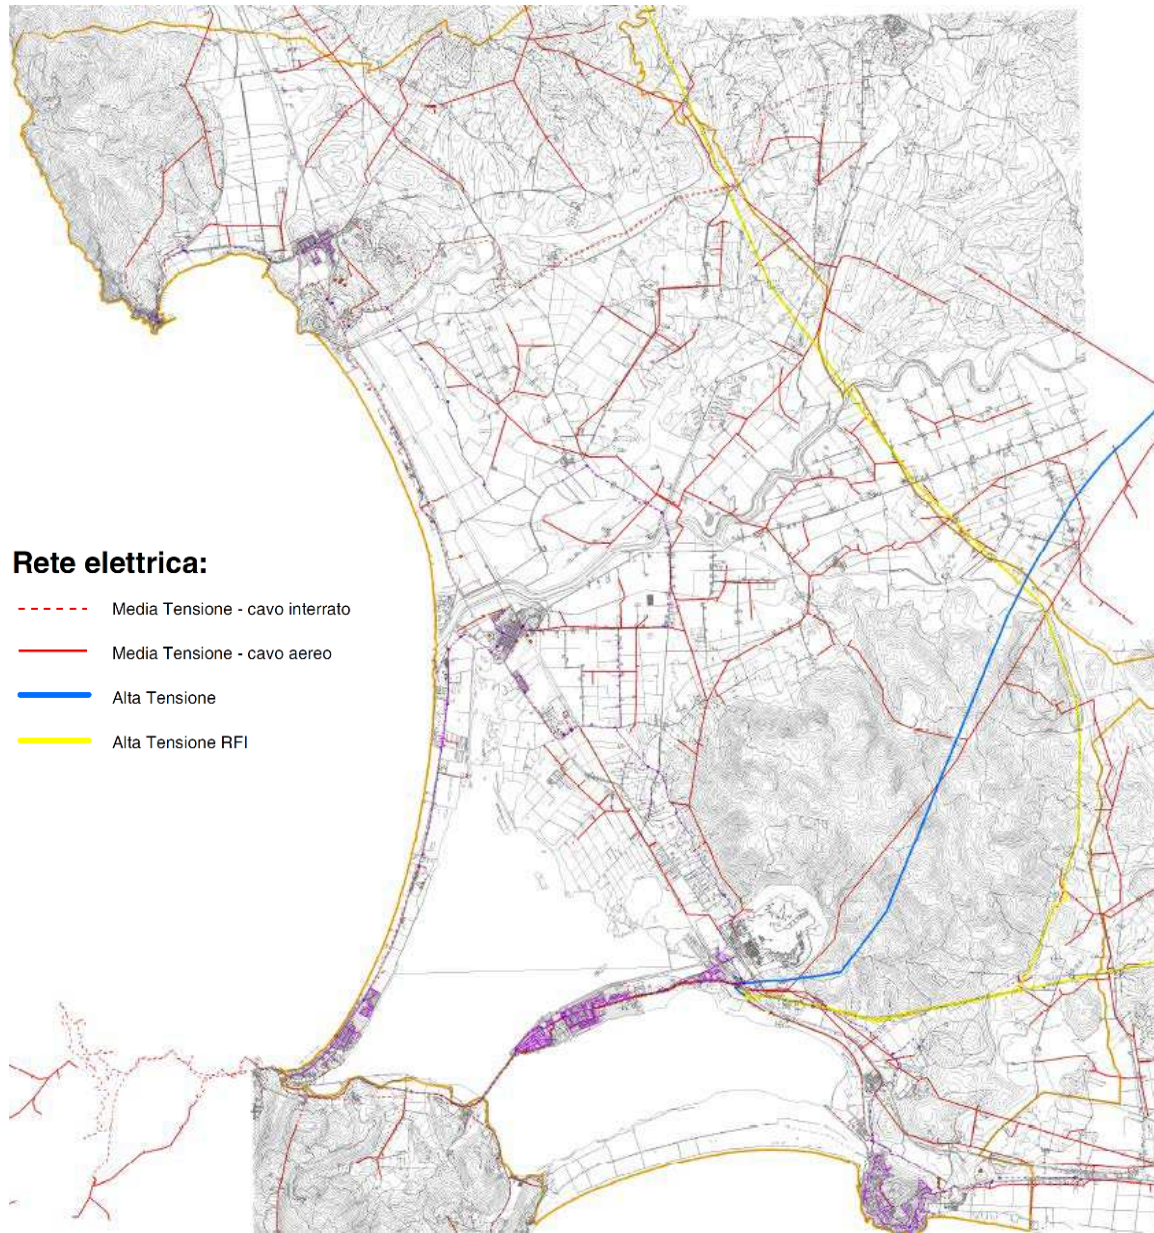 Rete elettrica:
Media Tensione - cavo interrato
Media Tensione - cavo aereo
Alta Tensione
Alta Tensione RFI